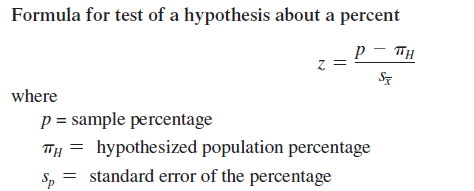 Formula for test of a hypothesis about a percent
z = (p − π_H) / s_x̄
where
p = sample percentage
π_H = hypothesized population percentage
s_p = standard error of the percentage